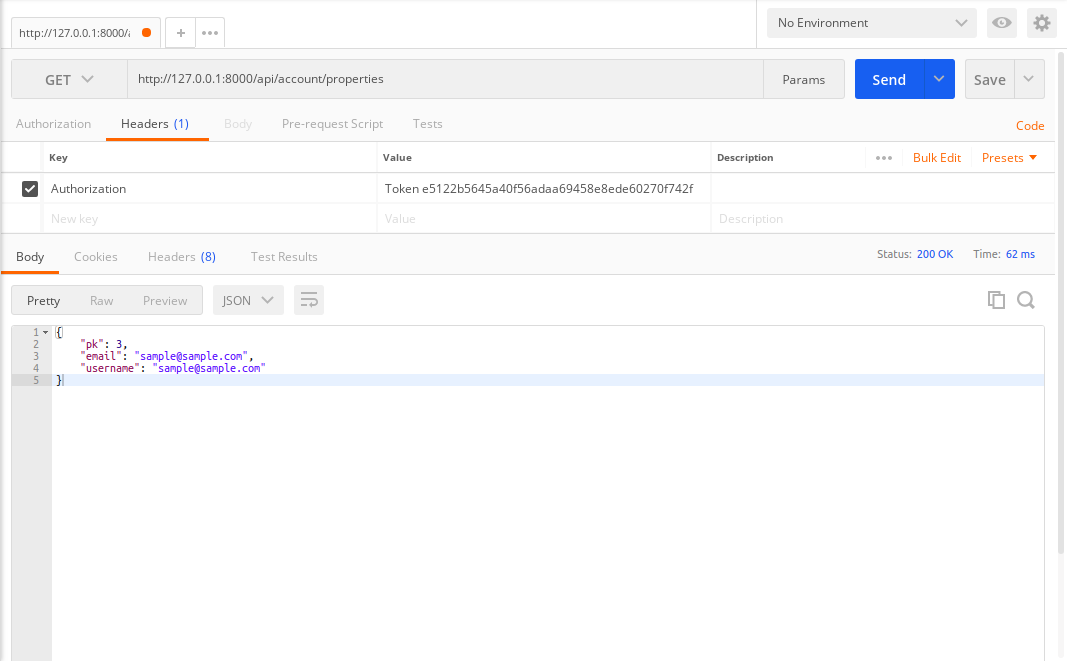 http://127.0.0.1:8000/a + ••• No Environment
GET http://127.0.0.1:8000/api/account/properties Params Send Save
Authorization Headers (1) Body Pre-request Script Tests Code
Key Value Description ••• Bulk Edit Presets
Authorization Token e5122b5645a40f56adaa69458e8ede60270f742f
New key Value Description
Body Cookies Headers (8) Test Results Status: 200 OK Time: 62 ms
Pretty Raw Preview JSON
1 {
2 "pk": 3,
3 "email": "sample@sample.com",
4 "username": "sample@sample.com"
5 }